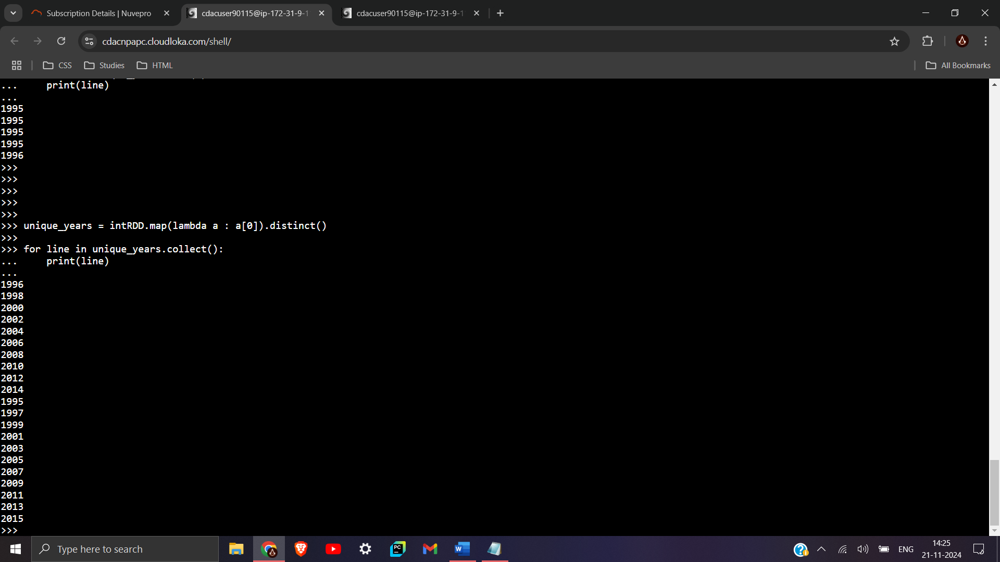 Subscription Details | Nuvepro
cdacuser90115@ip-172-31-9-1
cdacuser90115@ip-172-31-9-1
cdacnpapc.cloudloka.com/shell/
CSS
Studies
HTML
All Bookmarks
...     print(line)
...
1995
1995
1995
1995
1996
>>>
>>>
>>>
>>>
>>>
>>> unique_years = intRDD.map(lambda a : a[0]).distinct()
>>>
>>> for line in unique_years.collect():
...     print(line)
...
1996
1998
2000
2002
2004
2006
2008
2010
2012
2014
1995
1997
1999
2001
2003
2005
2007
2009
2011
2013
2015
>>>
Type here to search
ENG
14:25
21-11-2024